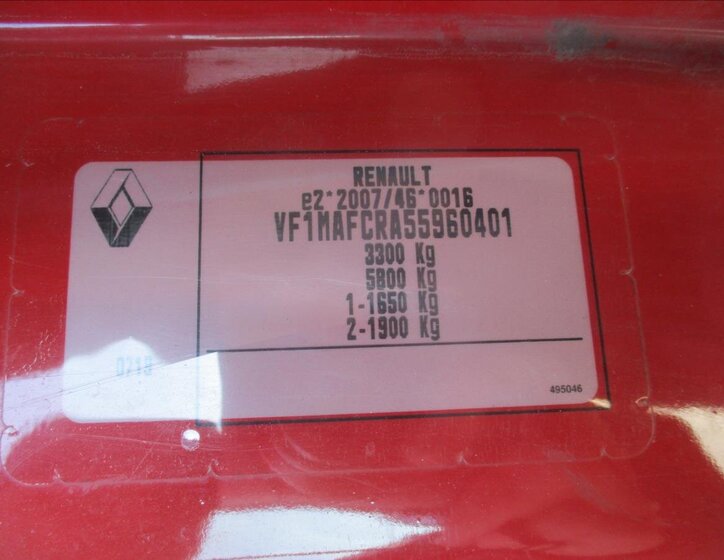 RENAULT
e2*2007/46*0016
VF1MAFCRA55960401
3300 Kg
5800 Kg
1-1650 Kg
2-1900 Kg
495046